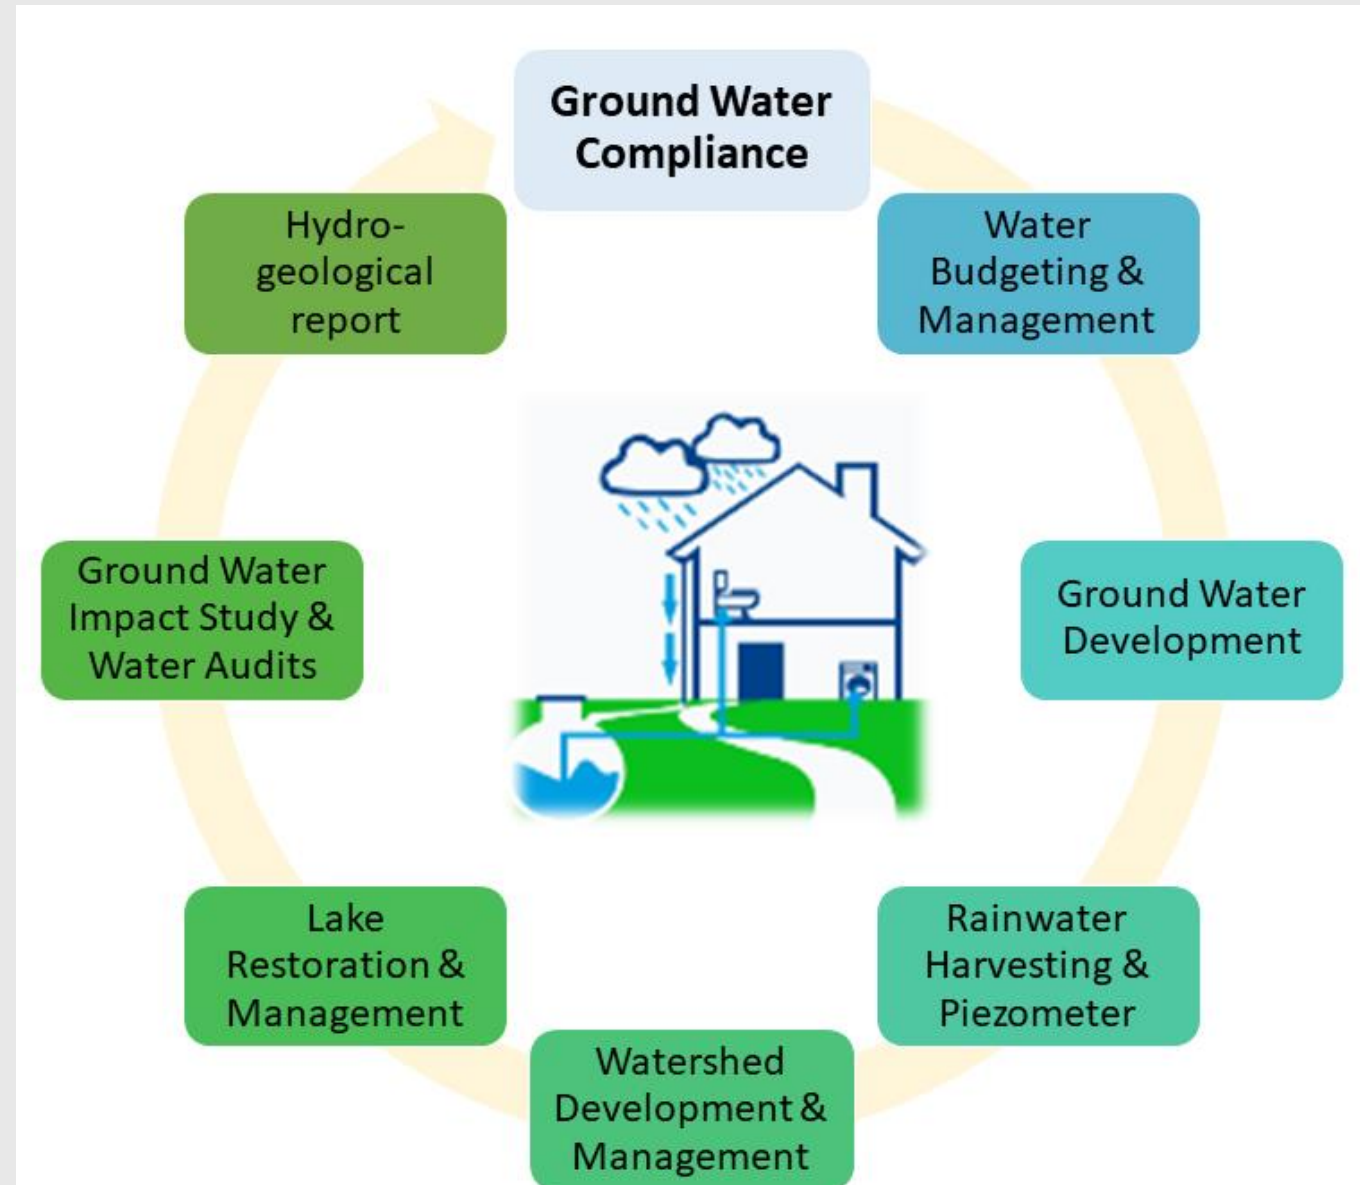 Ground Water
Compliance
Water
Budgeting &
Management
Ground Water
Development
Rainwater
Harvesting &
Piezometer
Watershed
Development &
Management
Lake
Restoration &
Management
Ground Water
Impact Study &
Water Audits
Hydro-
geological
report